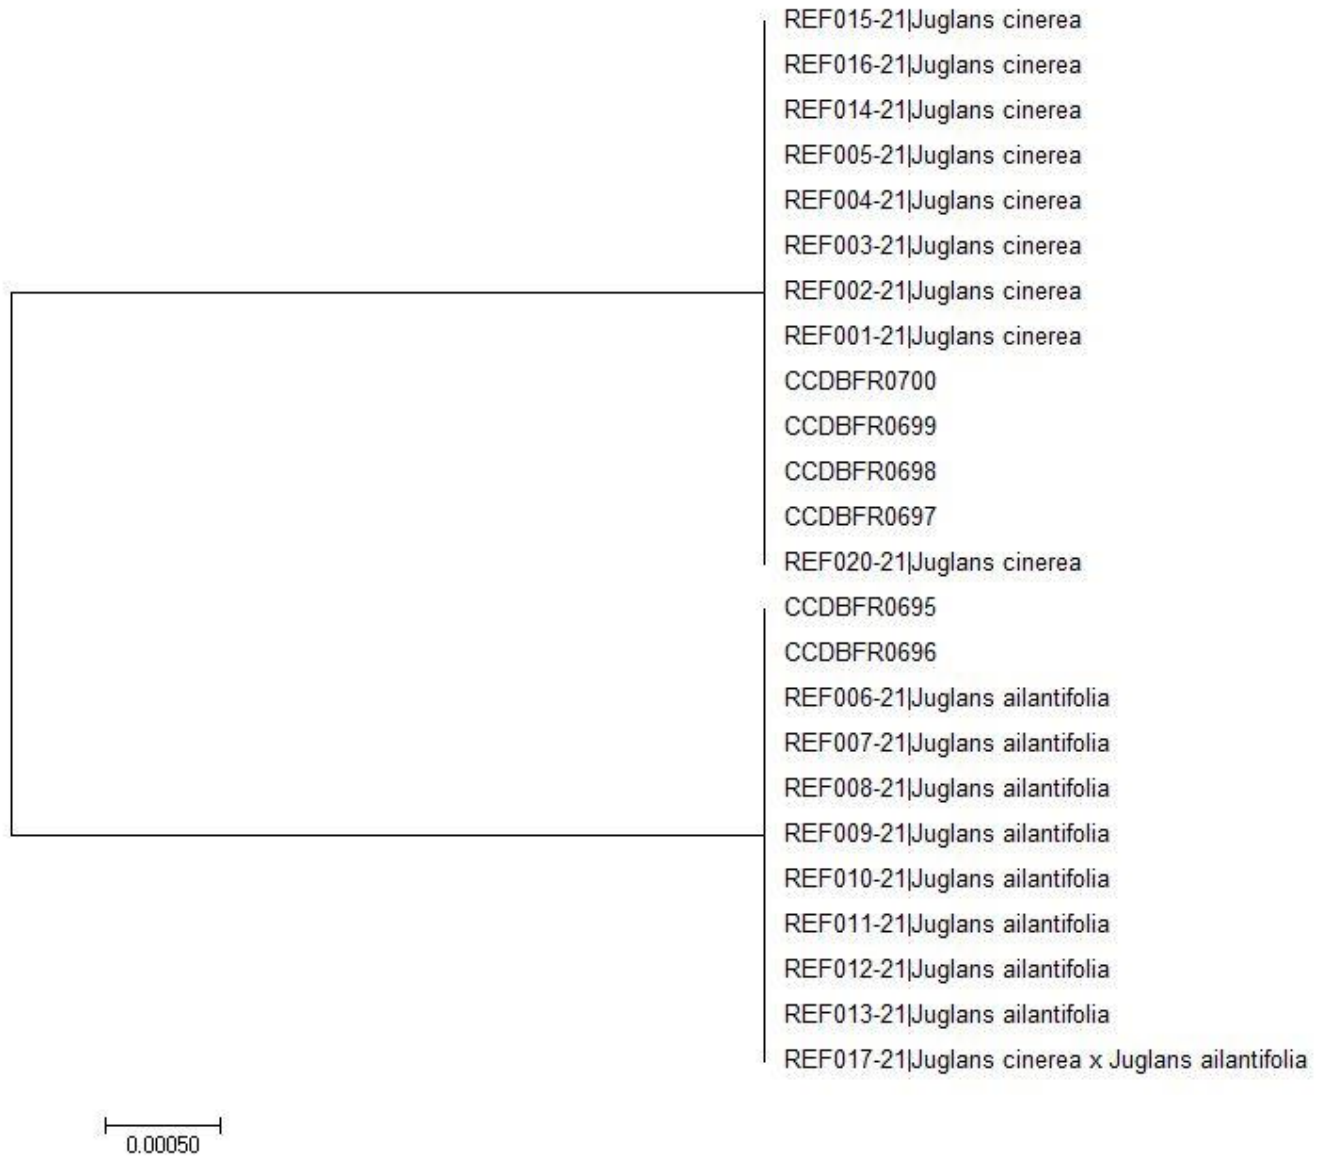 REF015-21|Juglans cinerea
REF016-21|Juglans cinerea
REF014-21|Juglans cinerea
REF005-21|Juglans cinerea
REF004-21|Juglans cinerea
REF003-21|Juglans cinerea
REF002-21|Juglans cinerea
REF001-21|Juglans cinerea
CCDBFR0700
CCDBFR0699
CCDBFR0698
CCDBFR0697
REF020-21|Juglans cinerea
CCDBFR0695
CCDBFR0696
REF006-21|Juglans ailantifolia
REF007-21|Juglans ailantifolia
REF008-21|Juglans ailantifolia
REF009-21|Juglans ailantifolia
REF010-21|Juglans ailantifolia
REF011-21|Juglans ailantifolia
REF012-21|Juglans ailantifolia
REF013-21|Juglans ailantifolia
REF017-21|Juglans cinerea x Juglans ailantifolia
0.00050